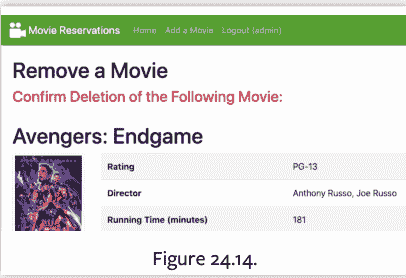 Movie Reservations Home Add a Movie Logout (admin)
Remove a Movie
Confirm Deletion of the Following Movie:
Avengers: Endgame
Rating PG-13
Director Anthony Russo, Joe Russo
Running Time (minutes) 181
Figure 24.14.